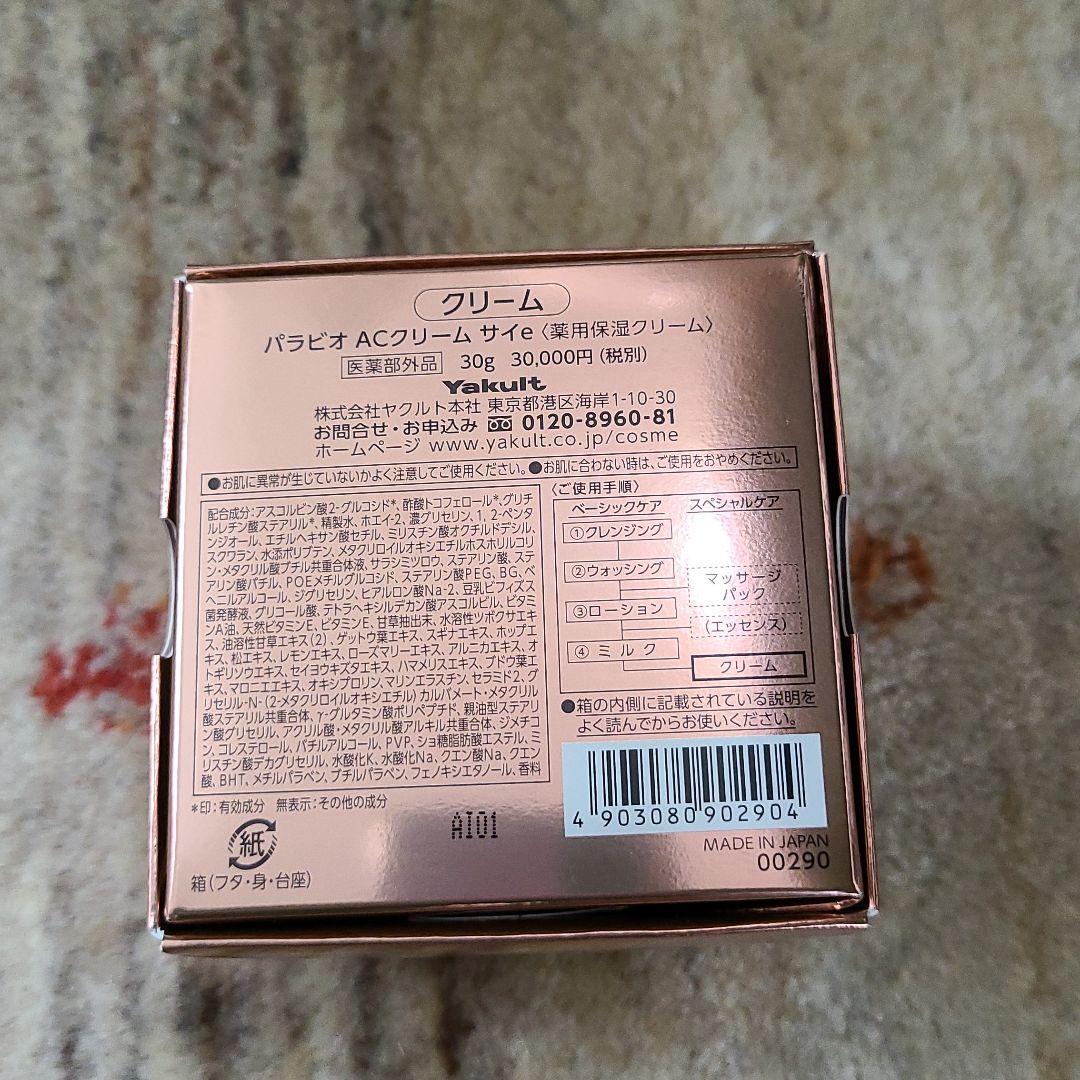 クリーム
パラビオ ACクリーム サイe 〈薬用保湿クリーム〉
医薬部外品 30g 30,000円 (税別)
Yakult
株式会社ヤクルト本社 東京都港区海岸1-10-30
お問合せ・お申込み 0120-8960-81
ホームページ www.yakult.co.jp/cosme
●お肌に異常が生じていないかよく注意してご使用ください。●お肌に合わない時は、ご使用をおやめください。
配合成分:アスコルビン酸2-グルコシド*,酢酸トコフェロール*,グリチ
ルレチン酸ステアリル*,精製水,ホエイ-2,濃グリセリン,1,2-ペンタ
ンジオール,エチルヘキサン酸セチル,ミリスチン酸オクチルドデシル,
スクワラン,水添ポリブテン,メタクリロイルオキシエチルホスホリルコリ
ン・メタクリル酸ブチル共重合体液,サラシミツロウ,ステアリン酸,ステ
アリン酸バチル,POEメチルグルコシド,ステアリン酸PEG,BG,ベ
ヘニルアルコール,ジグリセリン,ヒアルロン酸Na-2,豆乳ビフィズス
菌発酵液,グリコール酸,テトラヘキシルデカン酸アスコルビル,ビタミ
ンA油,天然ビタミンE,ビタミンE,甘草抽出末,水溶性ツボクサエキ
ス,油溶性甘草エキス(2),ゲットウ葉エキス,スギナエキス,ホップエ
キス,松エキス,レモンエキス,ローズマリーエキス,アルニカエキス,オ
トギリソウエキス,セイヨウキズタエキス,ハマメリスエキス,ブドウ葉エ
キス,マロニエエキス,オキシプロリン,マリンエラスチン,セラミド2,グ
リセリル-N-(2-メタクリロイルオキシエチル)カルバメート・メタクリル
酸ステアリル共重合体,γ-グルタミン酸ポリペプチド,親油型ステアリ
ン酸グリセリル,アクリル酸・メタクリル酸アルキル共重合体,ジメチコ
ン,コレステロール,バチルアルコール,PVP,ショ糖脂肪酸エステル,ミ
リスチン酸デカグリセリル,水酸化K,水酸化Na,クエン酸Na,クエン
酸,BHT,メチルパラベン,ブチルパラベン,フェノキシエタノール,香料
*印:有効成分 無表示:その他の成分
紙
箱(フタ・身・台座)
AI01
〈ご使用手順〉
ベーシックケア スペシャルケア
①クレンジング
②ウォッシング
マッサージ
パック
③ローション
(エッセンス)
④ミルク
クリーム
●箱の内側に記載されている説明を
よく読んでからお使いください。
4 903080 902904
MADE IN JAPAN
00290